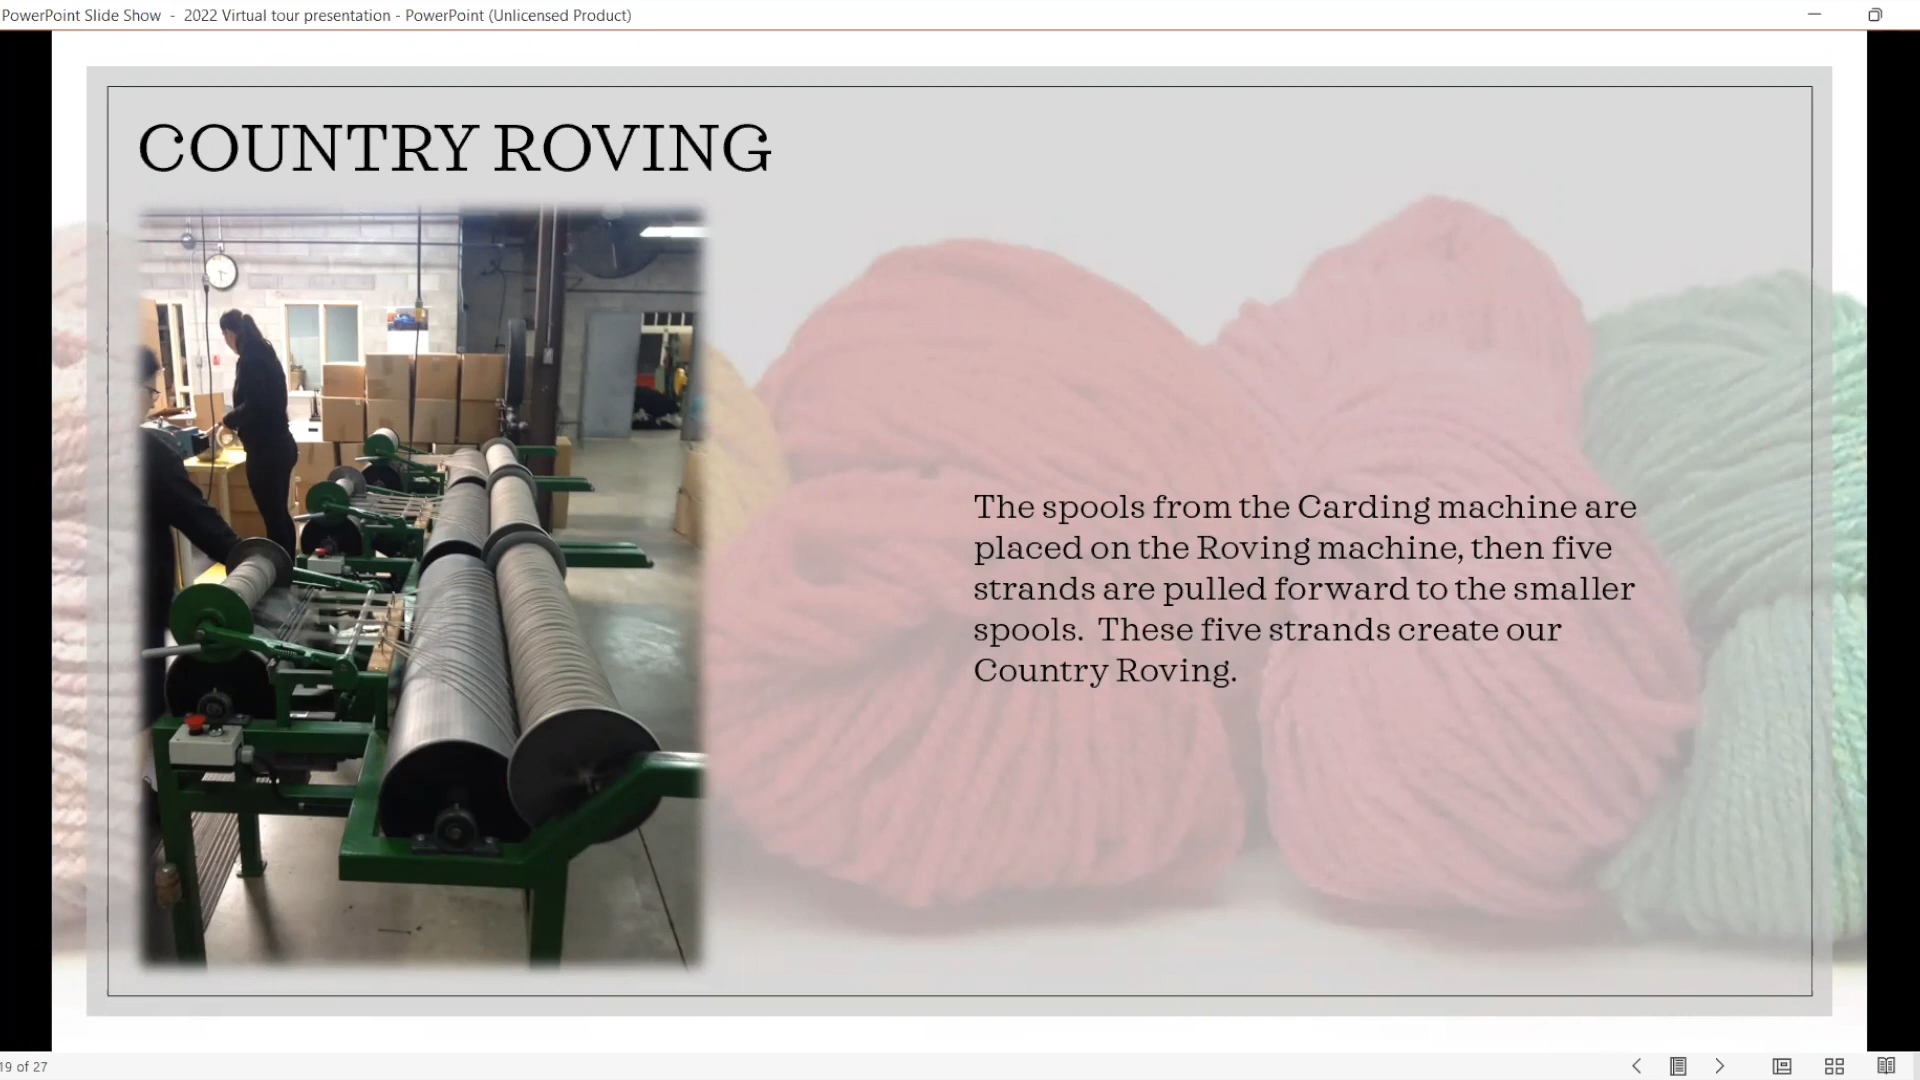 PowerPoint Slide Show - 2022 Virtual tour presentation - PowerPoint (Unlicensed Product)
COUNTRY ROVING
The spools from the Carding machine are
placed on the Roving machine, then five
strands are pulled forward to the smaller
spools. These five strands create our
Country Roving.
19 of 27